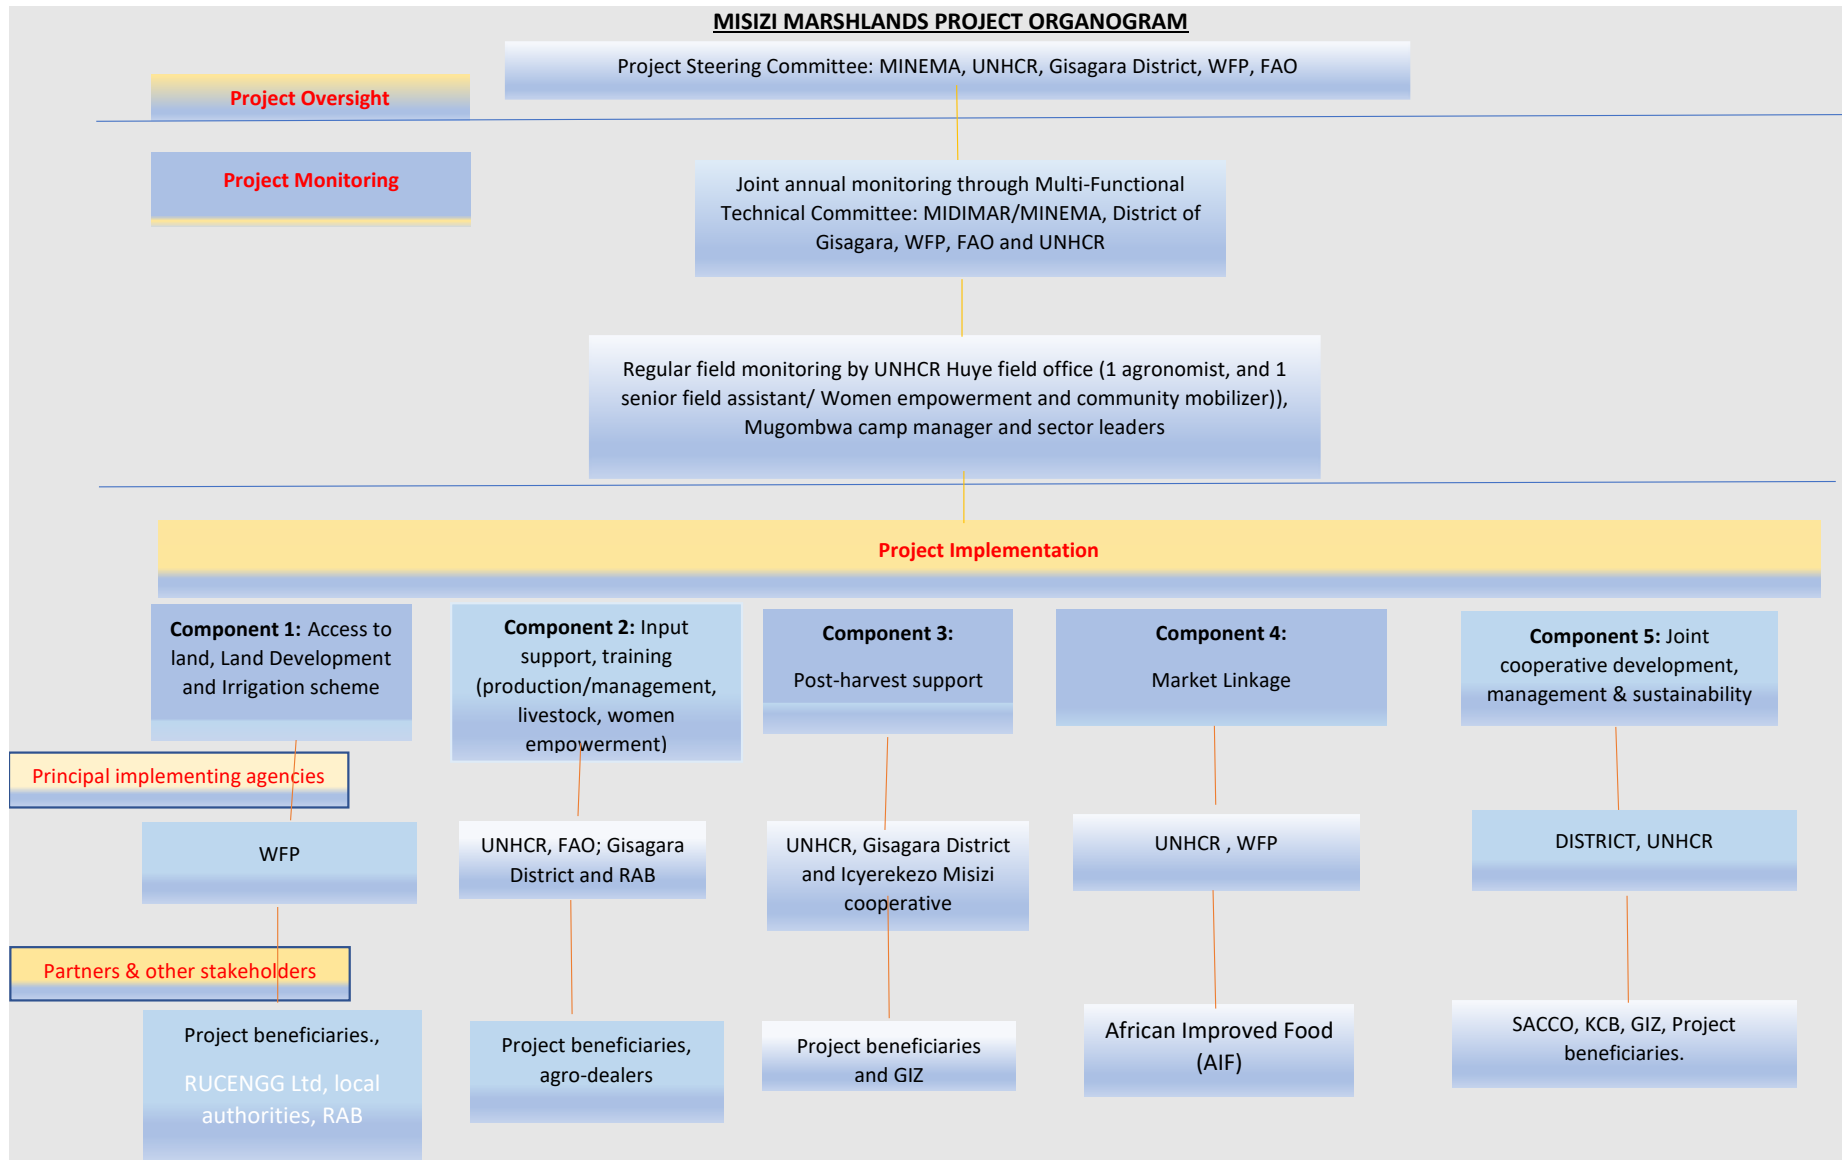 MISIZI MARSHLANDS PROJECT ORGANOGRAM
Project Steering Committee: MINEMA, UNHCR, Gisagara District, WFP, FAO
Project Oversight
Project Monitoring
Joint annual monitoring through Multi-Functional
Technical Committee: MIDIMAR/MINEMA, District of
Gisagara, WFP, FAO and UNHCR
Regular field monitoring by UNHCR Huye field office (1 agronomist, and 1
senior field assistant/ Women empowerment and community mobilizer)),
Mugombwa camp manager and sector leaders
Project Implementation
Component 1: Access to
land, Land Development
and Irrigation scheme
Component 2: Input
support, training
(production/management,
livestock, women
empowerment)
Component 3:
Post-harvest support
Component 4:
Market Linkage
Component 5: Joint
cooperative development,
management & sustainability
Principal implementing agencies
WFP
UNHCR, FAO; Gisagara
District and RAB
UNHCR, Gisagara District
and Icyerekezo Misizi
cooperative
UNHCR , WFP
DISTRICT, UNHCR
Partners & other stakeholders
Project beneficiaries.,
RUCENGG Ltd, local
authorities, RAB
Project beneficiaries,
agro-dealers
Project beneficiaries
and GIZ
African Improved Food
(AIF)
SACCO, KCB, GIZ, Project
beneficiaries.